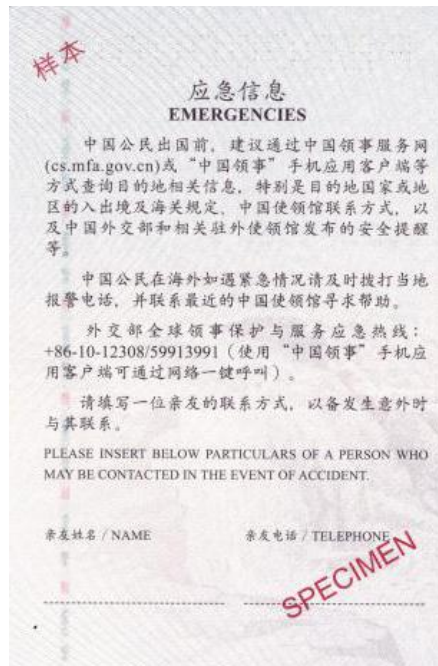 样本
应急信息
EMERGENCIES
中国公民出国前，建议通过中国领事服务网
(cs.mfa.gov.cn)或“中国领事”手机应用客户端等
方式查询目的地相关信息，特别是目的地国家或地
区的入出境及海关规定、中国使领馆联系方式，以
及中国外交部和相关驻外使领馆发布的安全提醒
等。
中国公民在海外如遇紧急情况请及时拨打当地
报警电话，并联系最近的中国使领馆寻求帮助。
外交部全球领事保护与服务应急热线：
+86-10-12308/59913991（使用“中国领事”手机应
用客户端可通过网络一键呼叫）。
请填写一位亲友的联系方式，以备发生意外时
与其联系。
PLEASE INSERT BELOW PARTICULARS OF A PERSON WHO
MAY BE CONTACTED IN THE EVENT OF ACCIDENT.
亲友姓名 / NAME 亲友电话 / TELEPHONE
SPECIMEN